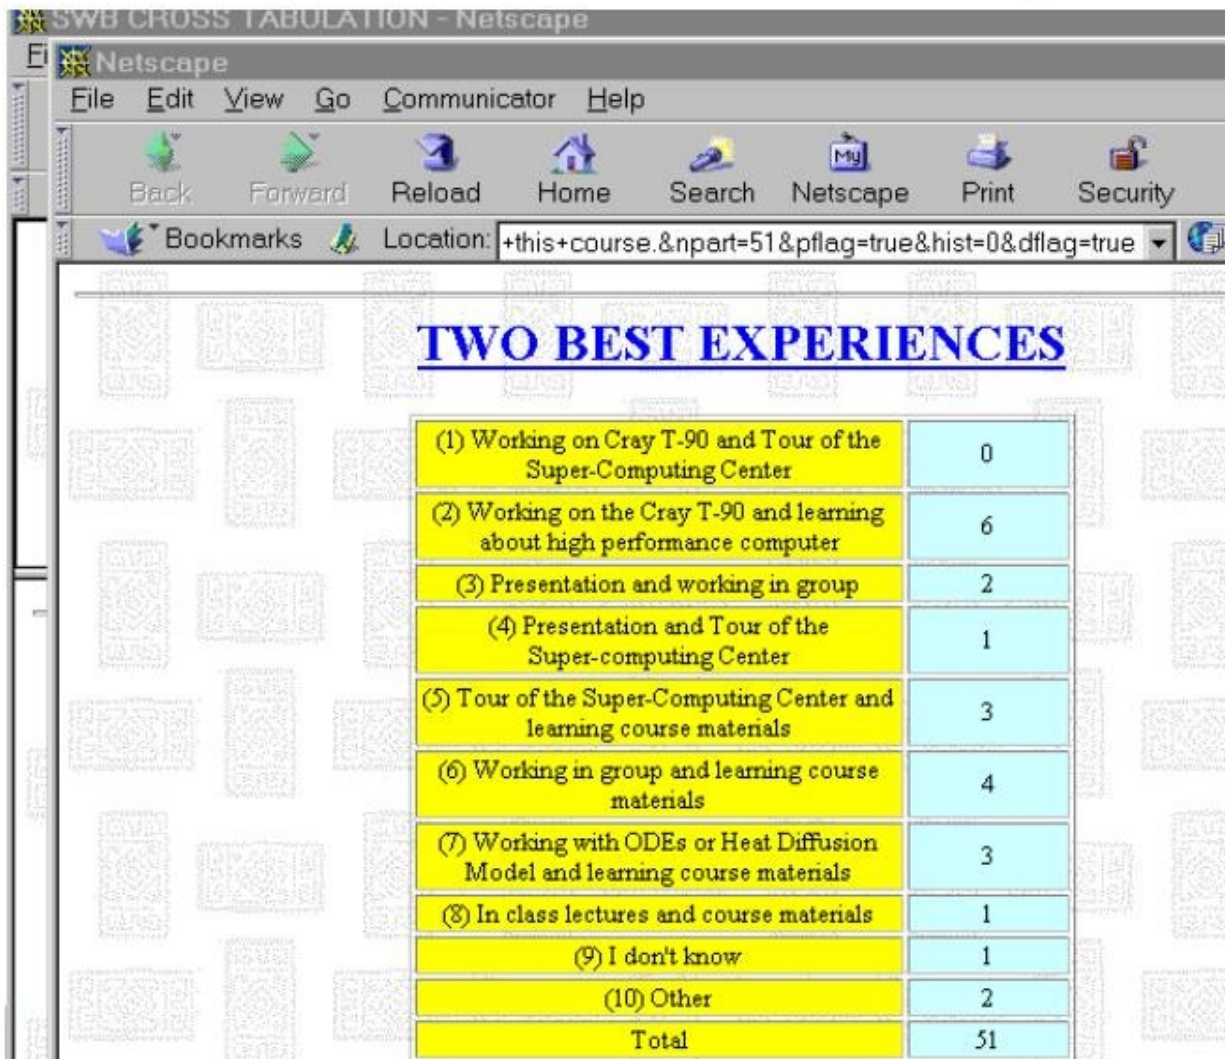 SWB CROSS TABULATION - Netscape
Fi
Netscape
File Edit View Go Communicator Help
Back Forward Reload Home Search Netscape Print Security
My
Bookmarks Location: +this+course.&npart=51&pflag=true&hist=0&dflag=true
TWO BEST EXPERIENCES
(1) Working on Cray T-90 and Tour of the
Super-Computing Center 0
(2) Working on the Cray T-90 and learning
about high performance computer 6
(3) Presentation and working in group 2
(4) Presentation and Tour of the
Super-computing Center 1
(5) Tour of the Super-Computing Center and
learning course materials 3
(6) Working in group and learning course
materials 4
(7) Working with ODEs or Heat Diffusion
Model and learning course materials 3
(8) In class lectures and course materials 1
(9) I don't know 1
(10) Other 2
Total 51